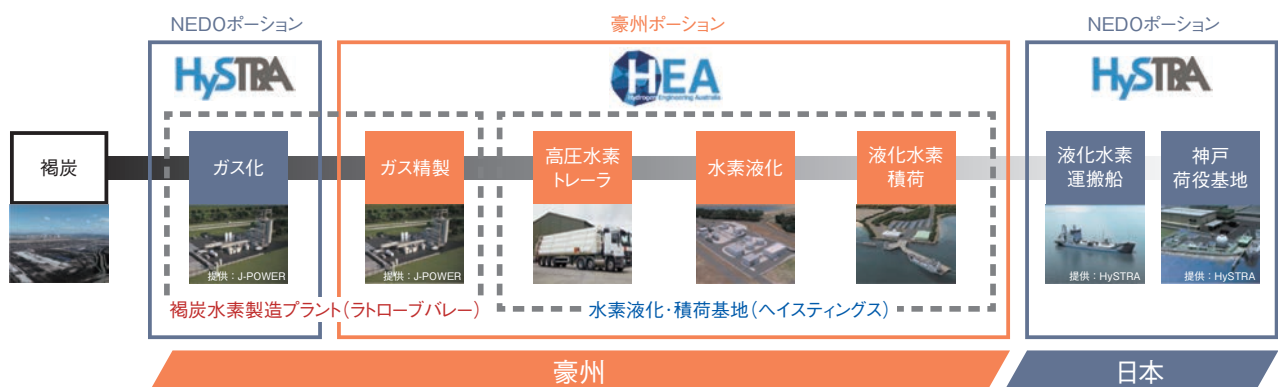 NEDOポーション
豪州ポーション
NEDOポーション
HySTRA
HEA
Hydrogen Engineering Australia
HySTRA
褐炭
ガス化
ガス精製
高圧水素
トレーラ
水素液化
液化水素
積荷
液化水素
運搬船
神戸
荷役基地
提供：J-POWER
提供：J-POWER
提供：HySTRA
提供：HySTRA
褐炭水素製造プラント（ラトローブバレー）
水素液化・積荷基地（ヘイスティングス）
豪州
日本